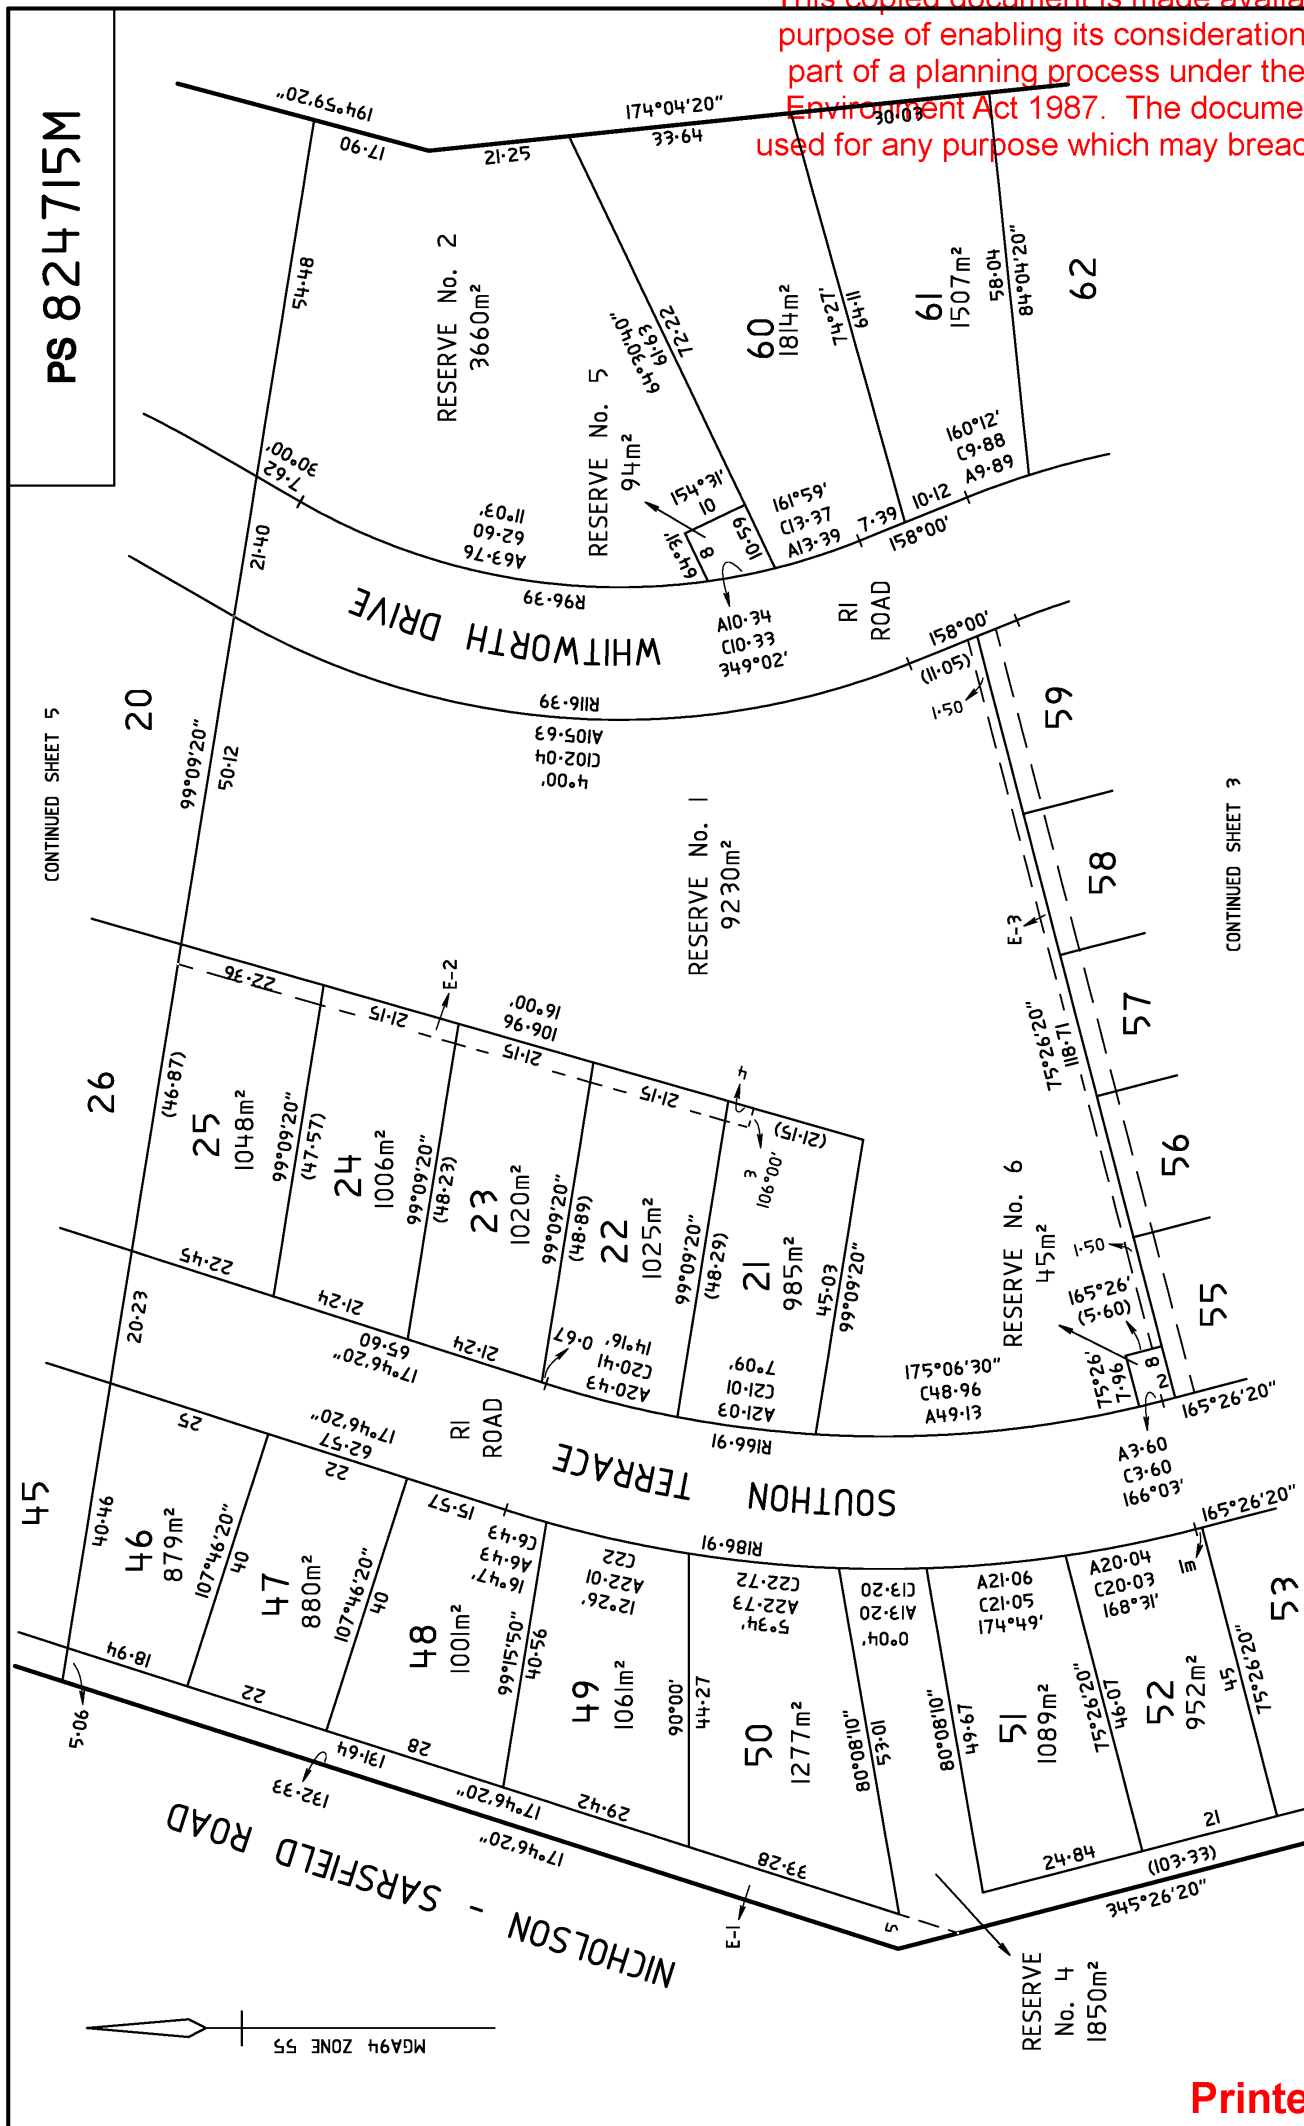 This copied document is made availa
purpose of enabling its consideration
part of a planning process under the
Environment Act 1987. The docume
used for any purpose which may breac
PS 824715M
CONTINUED SHEET 5
20
26
45
194°59'20"
17·90
21·25
174°04'20"
33·64
30·03
54·48
RESERVE No. 2
3660m²
30°00'
7·62
11°03'
62·60
A63·76
R96·39
RESERVE No. 5
94m²
64°30'40"
61·63
72·22
60
1814m²
74°27'
64·11
61
1507m²
58·04
84°04'20"
62
154°31'
10
64°31'
8
10·59
161°59'
C13·37
A13·39
7·39
10·12
158°00'
160°12'
C9·88
A9·89
21·40
WHITWORTH DRIVE
A10·34
C10·33
349°02'
R1
ROAD
158°00'
(11·05)
1·50
R116·39
A105·63
C102·04
4°00'
99°09'20"
50·12
RESERVE No. 1
9230m²
59
58
57
56
55
CONTINUED SHEET 3
E-3
75°26'20"
118·71
22·36
21·15
E-2
16°00'
106·96
21·15
21·15
4
(21·15)
3
106°00'
(46·87)
25
1048m²
99°09'20"
(47·57)
24
1006m²
99°09'20"
(48·23)
23
1020m²
99°09'20"
(48·89)
22
1025m²
99°09'20"
(48·29)
21
985m²
45·03
99°09'20"
RESERVE No. 6
45m²
1·50
165°26'
(5·60)
75°26'
7·96
8
2
165°26'20"
22·45
21·24
65·60
17°46'20"
21·24
0·67
14°16'
C20·41
A20·43
7°09'
C21·01
A21·03
R166·91
175°06'30"
C48·96
A49·13
A3·60
C3·60
166°03'
20·23
R1
ROAD
SOUTHON TERRACE
25
17°46'20"
62·57
22
15·57
C6·43
A6·43
16°47'
C22
A22·01
12°26'
R186·91
C22·72
A22·73
5°34'
C13·20
A13·20
0°04'
A21·06
C21·05
174°49'
A20·04
C20·03
168°31'
1m
165°26'20"
40·46
46
879m²
107°46'20"
40
47
880m²
107°46'20"
40
48
1001m²
99°15'50"
40·56
49
1061m²
90°00'
44·27
50
1277m²
80°08'10"
53·01
80°08'10"
49·67
51
1089m²
75°26'20"
46·07
52
952m²
45
75°26'20"
53
5·06
18·94
22
132·33
131·64
28
17°46'20"
29·42
17°46'20"
33·28
E-1
5
24·84
21
(103·33)
345°26'20"
NICHOLSON - SARSFIELD ROAD
RESERVE
No. 4
1850m²
MGA94 ZONE 55
Printe